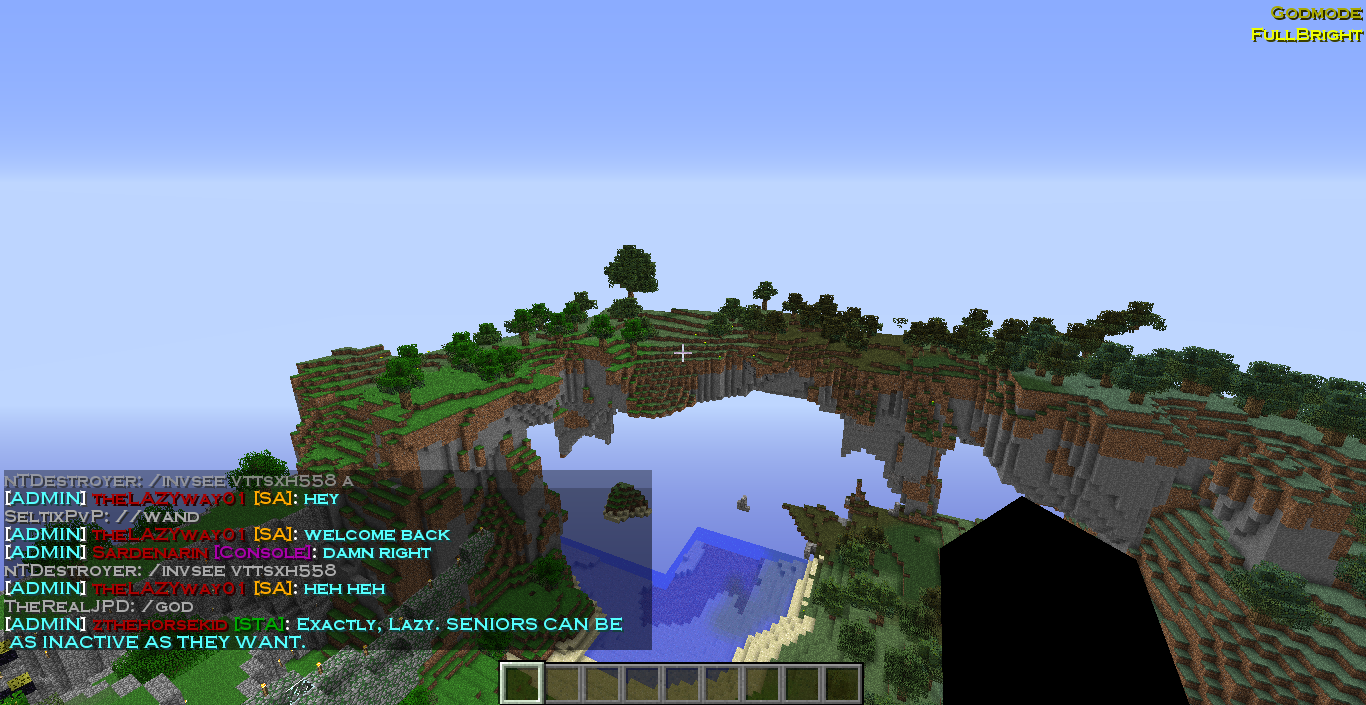 Godmode
FullBright
nTDestroyer: /invsee vttsxh558 a
[ADMIN] theLAZYway01 [SA]: hey
SeltixPvP: //wand
[ADMIN] theLAZYway01 [SA]: welcome back
[ADMIN] Sardenarin [Console]: damn right
nTDestroyer: /invsee vttsxh558
[ADMIN] theLAZYway01 [SA]: heh heh
TheRealJPD: /god
[ADMIN] zthehorsekid [STA]: Exactly, Lazy. seniors can be
as inactive as they want.